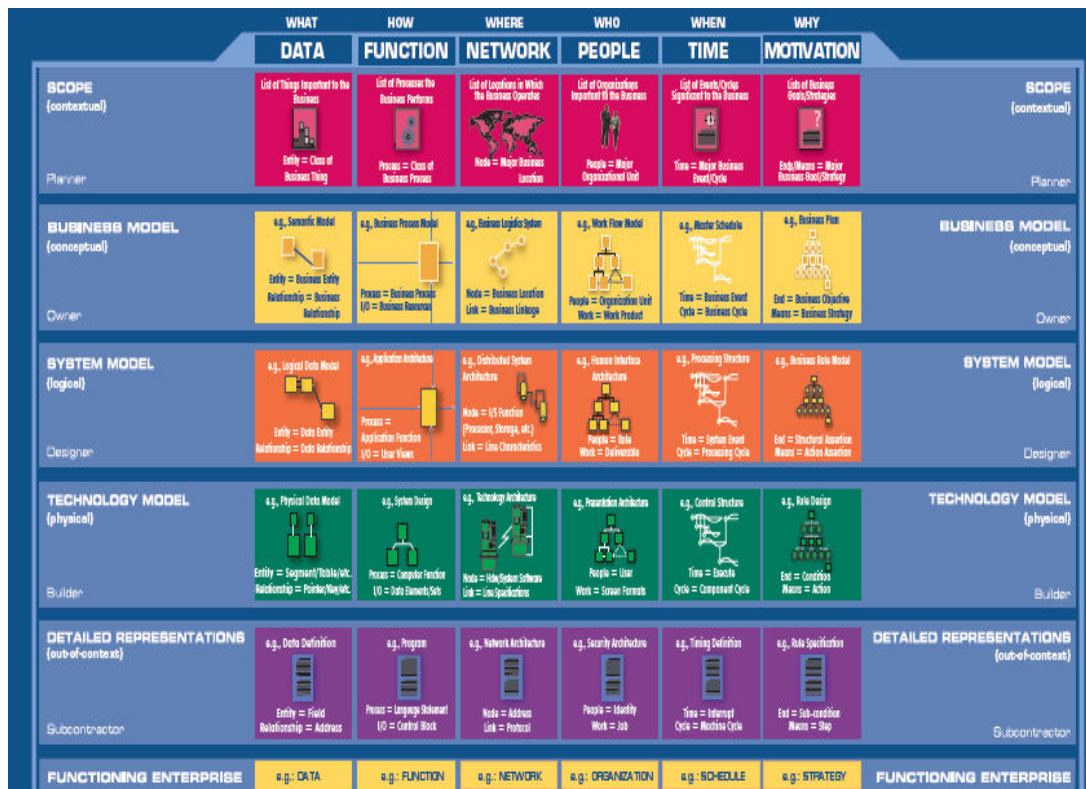 WHAT HOW WHERE WHO WHEN WHY
DATA FUNCTION NETWORK PEOPLE TIME MOTIVATION
SCOPE
{contextual}
Planner
List of Things Important to the
Business
Entity = Class of
Business Thing
List of Processes the
Business Performs
Process = Class of
Business Process
List of Locations in Which
the Business Operates
Node = Major Business
Location
List of Organizations
Important to the Business
People = Major
Organizational Unit
List of Events/Cycles
Significant to the Business
Time = Major Business
Event/Cycle
Lists of Business
Goals/Strategies
?
Ends/Means = Major
Business Goal/Strategy
SCOPE
{contextual}
Planner
BUSINESS MODEL
{conceptual}
Owner
e.g., Semantic Model
Entity = Business Entity
Relationship = Business
Relationship
e.g., Business Process Model
Process = Business Process
I/O = Business Resources
e.g., Business Logistics System
Node = Business Location
Link = Business Linkage
e.g., Work Flow Model
People = Organization Unit
Work = Work Product
e.g., Master Schedule
Time = Business Event
Cycle = Business Cycle
e.g., Business Plan
End = Business Objective
Means = Business Strategy
BUSINESS MODEL
{conceptual}
Owner
SYSTEM MODEL
{logical}
Designer
e.g., Logical Data Model
Entity = Data Entity
Relationship = Data Relationship
e.g., Application Architecture
Process =
Application Function
I/O = User Views
e.g., Distributed System
Architecture
Node = I/S Function
(Processor, Storage, etc.)
Link = Line Characteristics
e.g., Human Interface
Architecture
People = Role
Work = Deliverable
e.g., Processing Structure
Time = System Event
Cycle = Processing Cycle
e.g., Business Role Model
End = Structural Assertion
Means = Action Assertion
SYSTEM MODEL
{logical}
Designer
TECHNOLOGY MODEL
{physical}
Builder
e.g., Physical Data Model
Entity = Segment/Table/etc.
Relationship = Pointer/Key/etc.
e.g., System Design
Process = Computer Function
I/O = Data Elements/Sets
e.g., Technology Architecture
Node = Hdw/System Software
Link = Line Specifications
e.g., Presentation Architecture
People = User
Work = Screen Formats
e.g., Control Structure
Time = Execute
Cycle = Component Cycle
e.g., Role Design
End = Condition
Means = Action
TECHNOLOGY MODEL
{physical}
Builder
DETAILED REPRESENTATIONS
{out-of-context}
Subcontractor
e.g., Data Definition
Entity = Field
Relationship = Address
e.g., Program
Process = Language Statement
I/O = Control Block
e.g., Network Architecture
Node = Address
Link = Protocol
e.g., Security Architecture
People = Identity
Work = Job
e.g., Timing Definition
Time = Interrupt
Cycle = Machine Cycle
e.g., Role Specification
End = Sub-condition
Means = Step
DETAILED REPRESENTATIONS
{out-of-context}
Subcontractor
FUNCTIONING ENTERPRISE
e.g.: DATA
e.g.: FUNCTION
e.g.: NETWORK
e.g.: ORGANIZATION
e.g.: SCHEDULE
e.g.: STRATEGY
FUNCTIONING ENTERPRISE